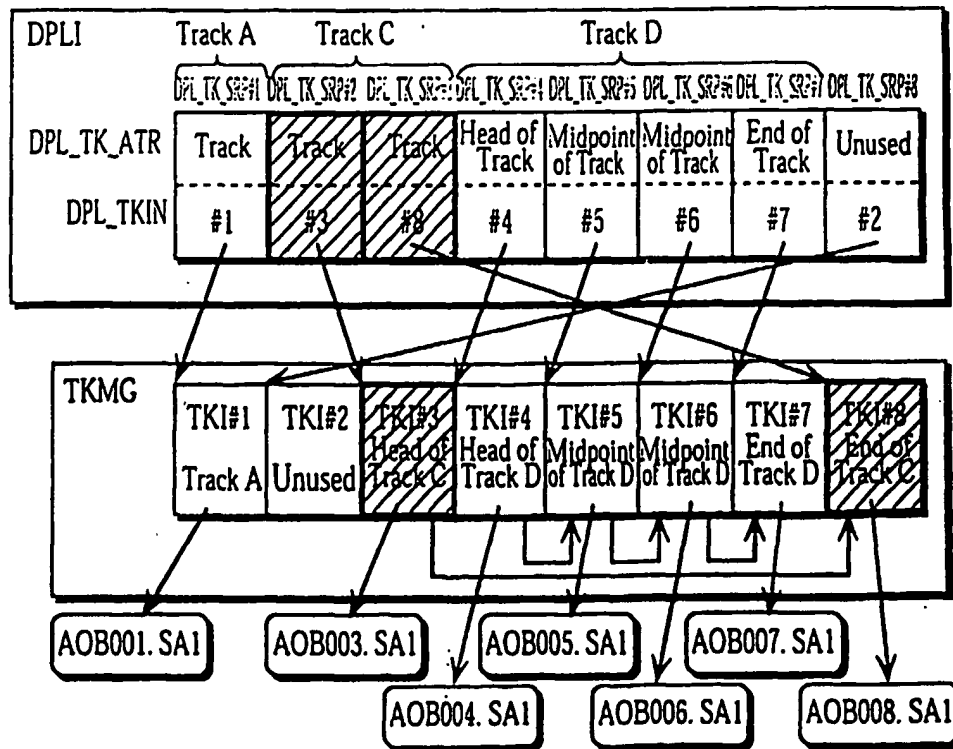 DPLI
Track A Track C Track D
DPL_TK_SRP#1 DPL_TK_SRP#2 DPL_TK_SRP#3 DPL_TK_SRP#4 DPL_TK_SRP#5 DPL_TK_SRP#6 DPL_TK_SRP#7 DPL_TK_SRP#8
DPL_TK_ATR
Track
Track
Track
Head of
Track
Midpoint
of Track
Midpoint
of Track
End of
Track
Unused
DPL_TKIN
#1 #3 #8 #4 #5 #6 #7 #2
TKMG
TKI#1
Track A
TKI#2
Unused
TKI#3
Head of
Track C
TKI#4
Head of
Track D
TKI#5
Midpoint
of Track D
TKI#6
Midpoint
of Track D
TKI#7
End of
Track D
TKI#8
End of
Track C
AOB001. SA1
AOB003. SA1
AOB005. SA1
AOB007. SA1
AOB004. SA1
AOB006. SA1
AOB008. SA1